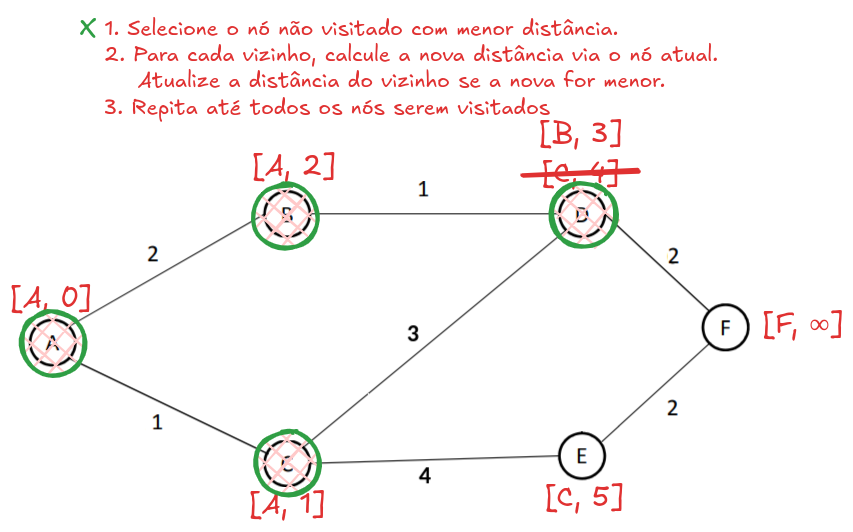 X 1. Selecione o nó não visitado com menor distância.
2. Para cada vizinho, calcule a nova distância via o nó atual.
Atualize a distância do vizinho se a nova for menor.
3. Repita até todos os nós serem visitados
[B, 3]
[A, 2]
[C, 4]
B
1
D
2
2
[A, 0]
3
F
[F, ∞]
A
1
2
C
4
E
[A, 1]
[C, 5]